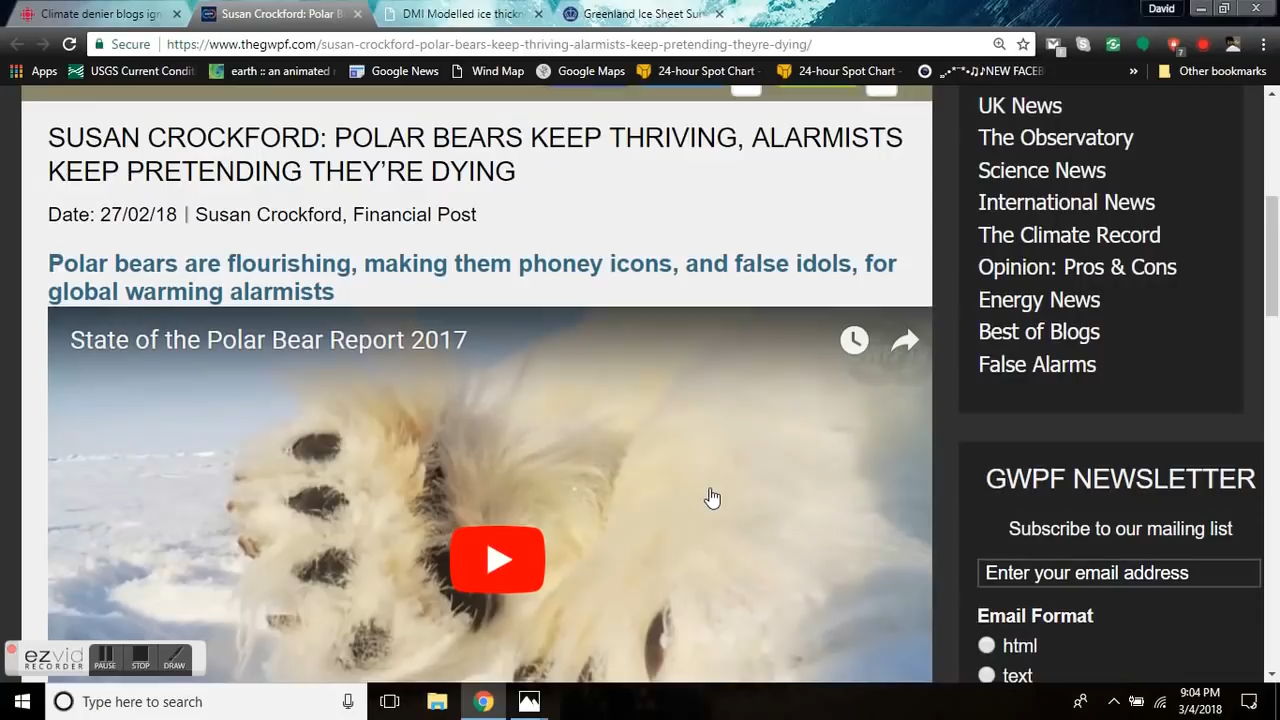 Climate denier blogs ign
Susan Crockford: Polar B
DMI Modelled ice thickn
Greenland Ice Sheet Sur
David
Secure
https://www.thegwpf.com/susan-crockford-polar-bears-keep-thriving-alarmists-keep-pretending-theyre-dying/
Apps
USGS Current Condit
earth :: an animated
Google News
Wind Map
Google Maps
24-hour Spot Chart
24-hour Spot Chart
NEW FACEB
»
Other bookmarks
SUSAN CROCKFORD: POLAR BEARS KEEP THRIVING, ALARMISTS
KEEP PRETENDING THEY’RE DYING
Date: 27/02/18 | Susan Crockford, Financial Post
Polar bears are flourishing, making them phoney icons, and false idols, for
global warming alarmists
State of the Polar Bear Report 2017
UK News
The Observatory
Science News
International News
The Climate Record
Opinion: Pros & Cons
Energy News
Best of Blogs
False Alarms
GWPF NEWSLETTER
Subscribe to our mailing list
Enter your email address
Email Format
html
text
ezvid
RECORDER
PAUSE
STOP
DRAW
Type here to search
9:04 PM
3/4/2018